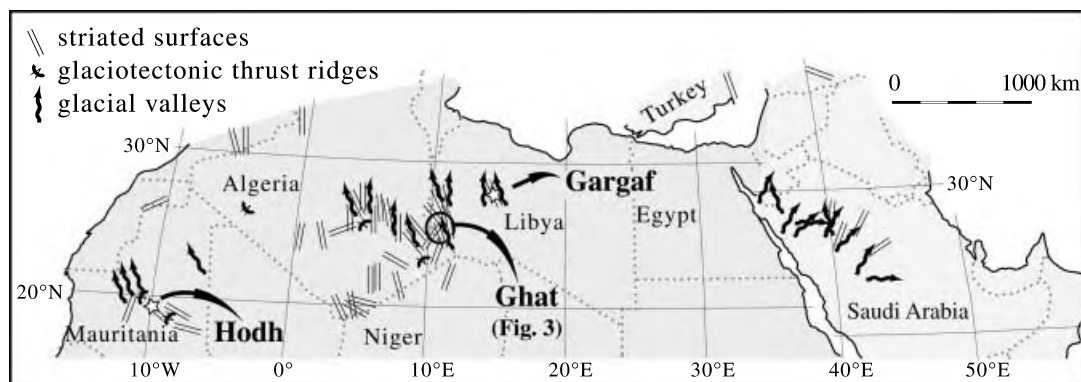 striated surfaces
glaciotectonic thrust ridges
glacial valleys
0 1000 km
Turkey
30°N
Algeria
Gargaf
Libya
Egypt
30°N
20°N
Mauritania
Hodh
Niger
Ghat
(Fig. 3)
Saudi Arabia
10°W
0°
10°E
20°E
30°E
40°E
50°E